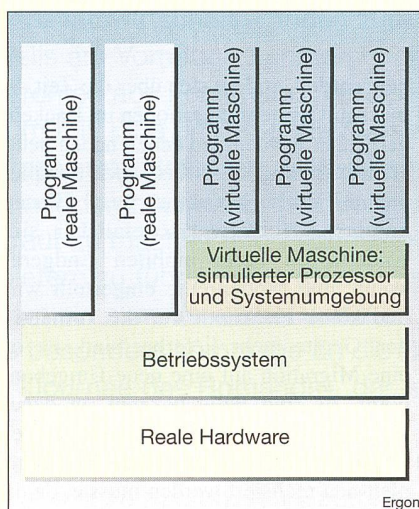 Programm
(reale Maschine)
Programm
(reale Maschine)
Programm
(virtuelle Maschine)
Programm
(virtuelle Maschine)
Programm
(virtuelle Maschine)
Virtuelle Maschine:
simulierter Prozessor
und Systemumgebung
Betriebssystem
Reale Hardware
Ergon